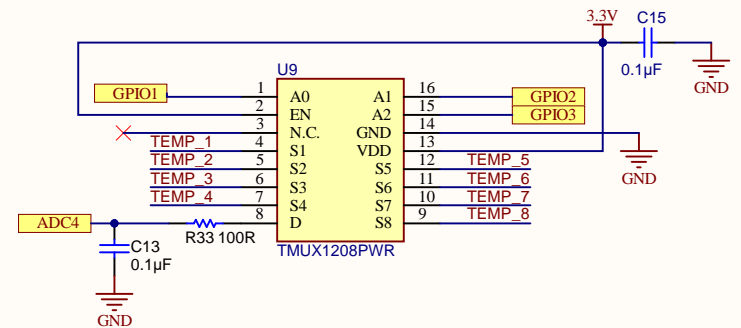 3.3V
C15
0.1µF
GND
U9
GPIO1
1
A0
A1
16
GPIO2
2
EN
A2
15
GPIO3
3
N.C.
GND
14
TEMP_1
4
S1
VDD
13
GND
TEMP_2
5
S2
S5
12
TEMP_5
TEMP_3
6
S3
S6
11
TEMP_6
TEMP_4
7
S4
S7
10
TEMP_7
ADC4
8
D
S8
9
TEMP_8
R33 100R
TMUX1208PWR
C13
0.1µF
GND